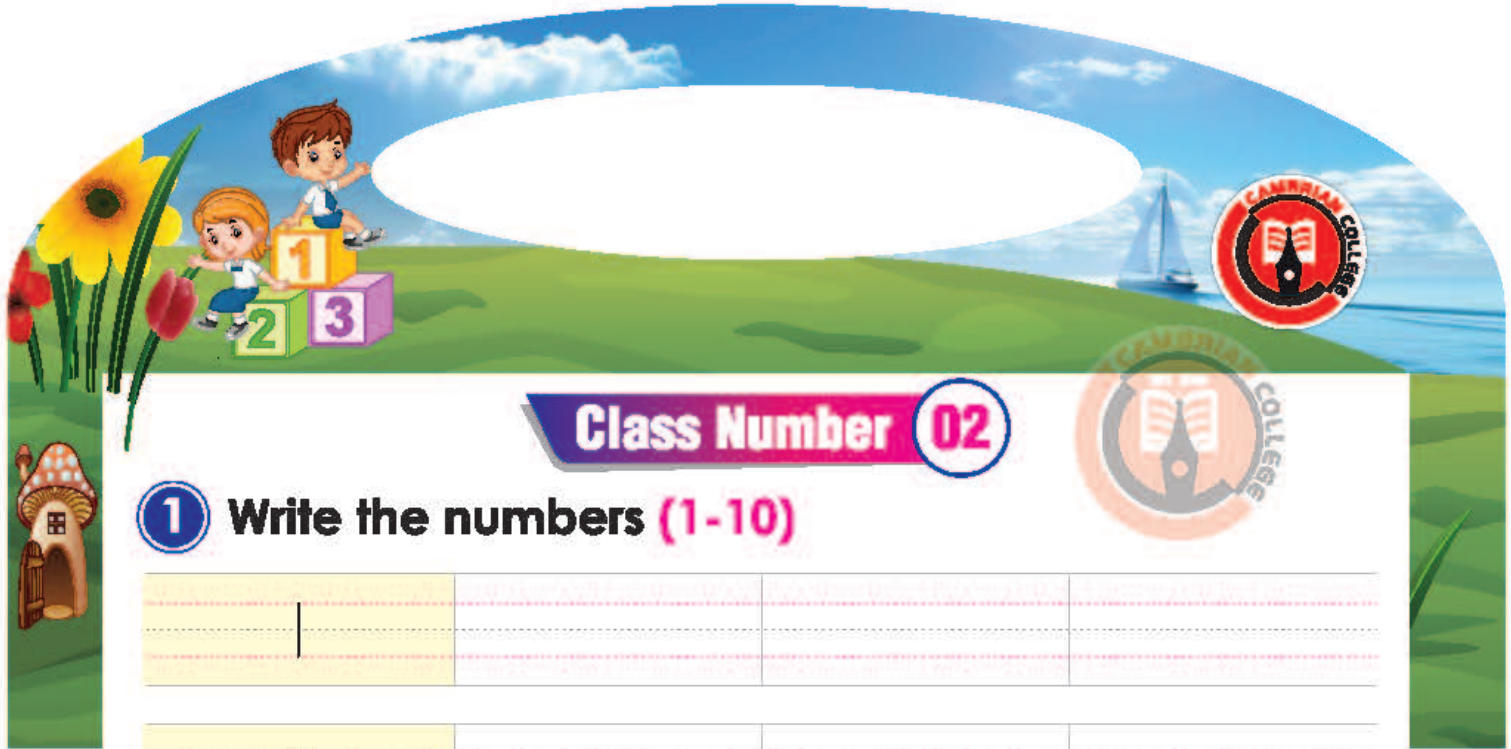 1
2 3
CAMBRIAN COLLEGE
CAMBRIAN COLLEGE
Class Number 02
1 Write the numbers (1-10)
1